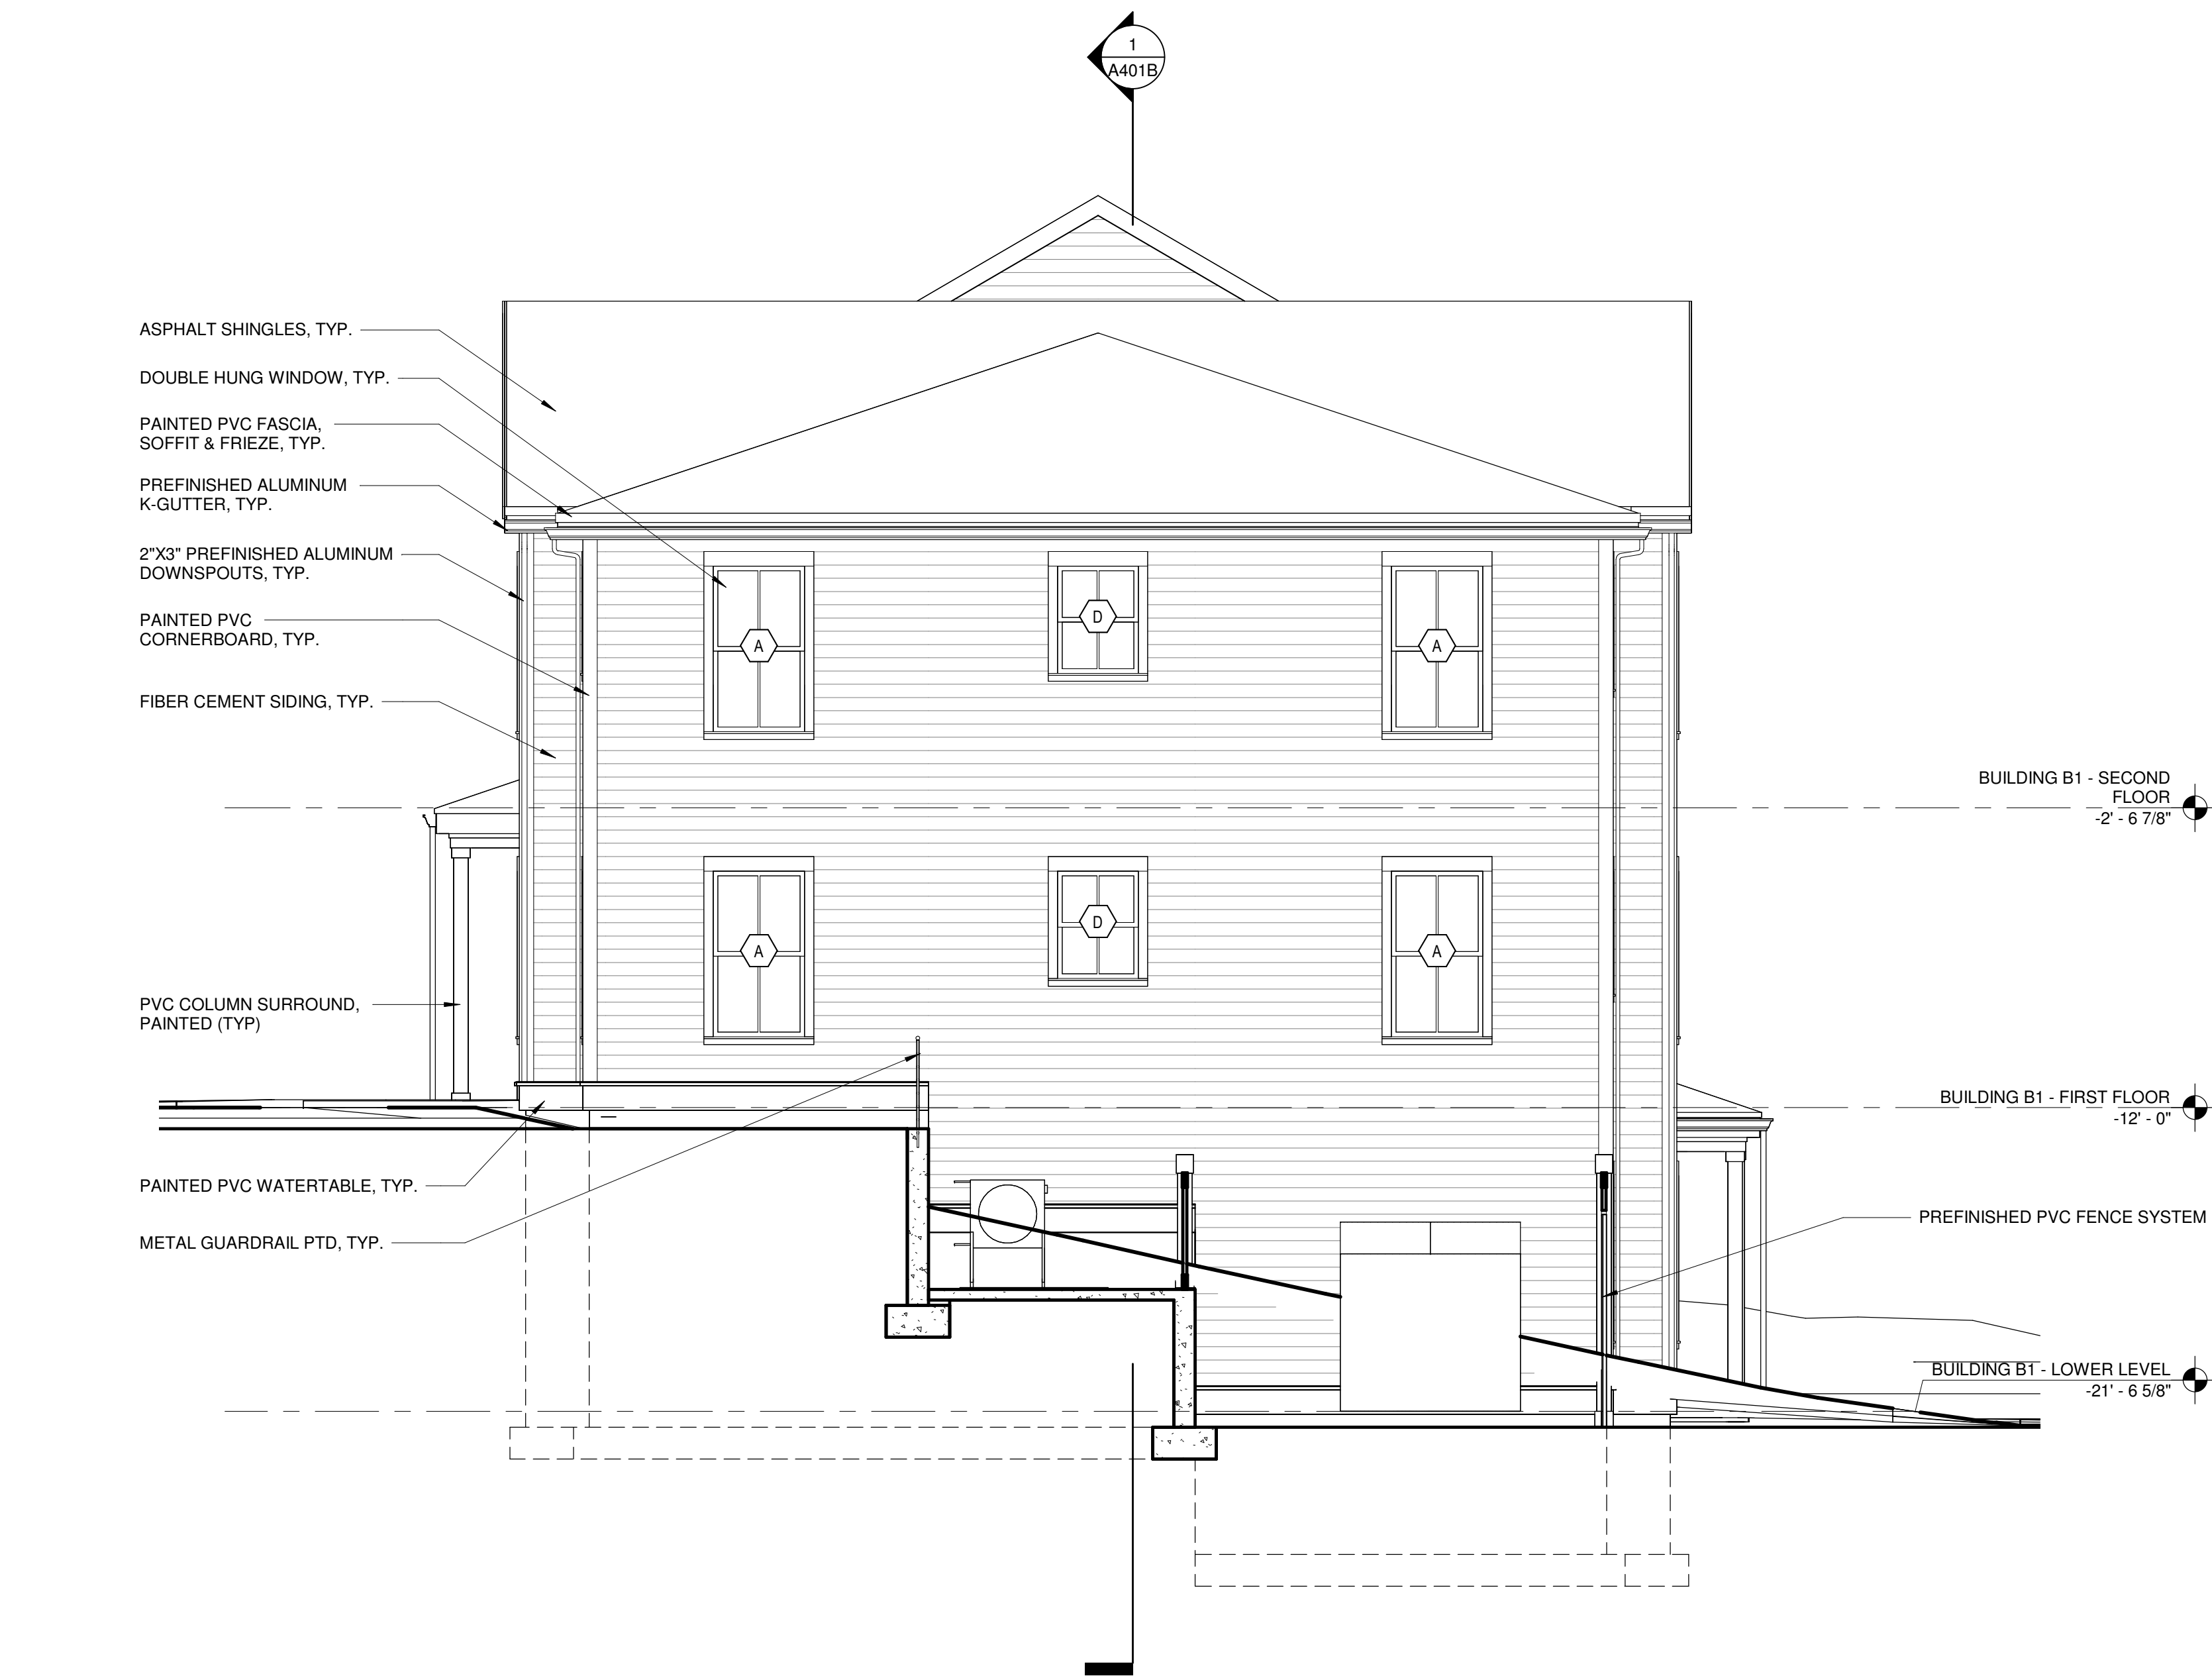 1
A401B
ASPHALT SHINGLES, TYP.
DOUBLE HUNG WINDOW, TYP.
PAINTED PVC FASCIA,
SOFFIT & FRIEZE, TYP.
PREFINISHED ALUMINUM
K-GUTTER, TYP.
2"X3" PREFINISHED ALUMINUM
DOWNSPOUTS, TYP.
PAINTED PVC
CORNERBOARD, TYP.
FIBER CEMENT SIDING, TYP.
PVC COLUMN SURROUND,
PAINTED (TYP)
PAINTED PVC WATERTABLE, TYP.
METAL GUARDRAIL PTD, TYP.
A
D
A
A
D
A
BUILDING B1 - SECOND
FLOOR
-2' - 6 7/8"
BUILDING B1 - FIRST FLOOR
-12' - 0"
PREFINISHED PVC FENCE SYSTEM
BUILDING B1 - LOWER LEVEL
-21' - 6 5/8"